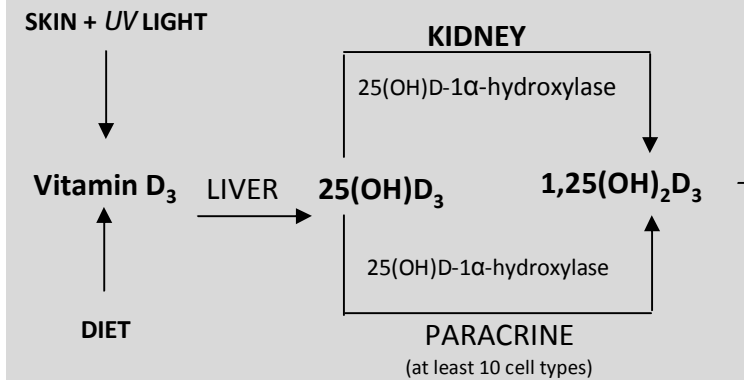 SKIN + UV LIGHT
KIDNEY
25(OH)D-1α-hydroxylase
Vitamin D₃
LIVER
25(OH)D₃
1,25(OH)₂D₃
25(OH)D-1α-hydroxylase
DIET
PARACRINE
(at least 10 cell types)